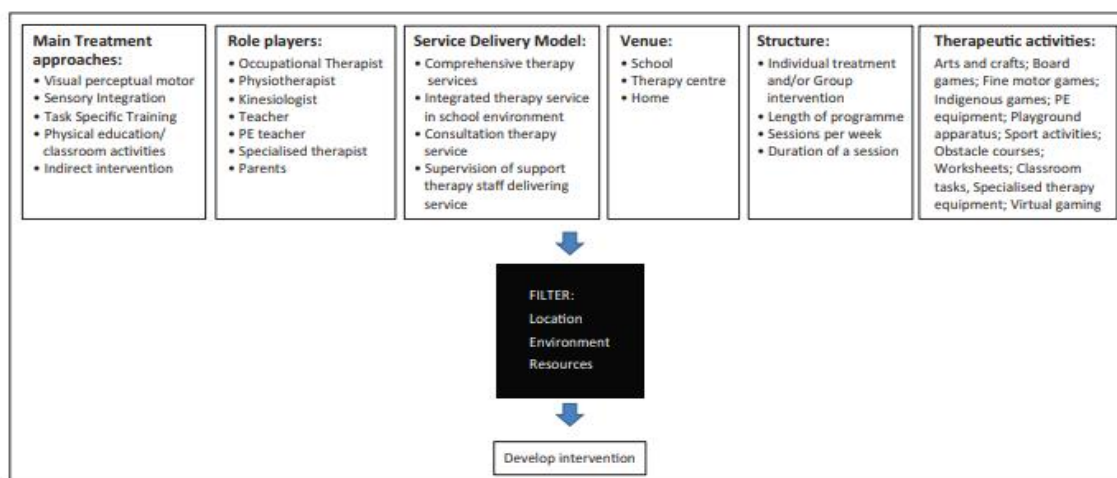 Main Treatment
approaches:
• Visual perceptual motor
• Sensory Integration
• Task Specific Training
• Physical education/
classroom activities
• Indirect intervention
Role players:
• Occupational Therapist
• Physiotherapist
• Kinesiologist
• Teacher
• PE teacher
• Specialised therapist
• Parents
Service Delivery Model:
• Comprehensive therapy
services
• Integrated therapy service
in school environment
• Consultation therapy
service
• Supervision of support
therapy staff delivering
service
Venue:
• School
• Therapy centre
• Home
Structure:
• Individual treatment
and/or Group
intervention
• Length of programme
• Sessions per week
• Duration of a session
Therapeutic activities:
Arts and crafts; Board
games; Fine motor games;
Indigenous games; PE
equipment; Playground
apparatus; Sport activities;
Obstacle courses;
Worksheets; Classroom
tasks, Specialised therapy
equipment; Virtual gaming
FILTER:
Location
Environment
Resources
Develop intervention